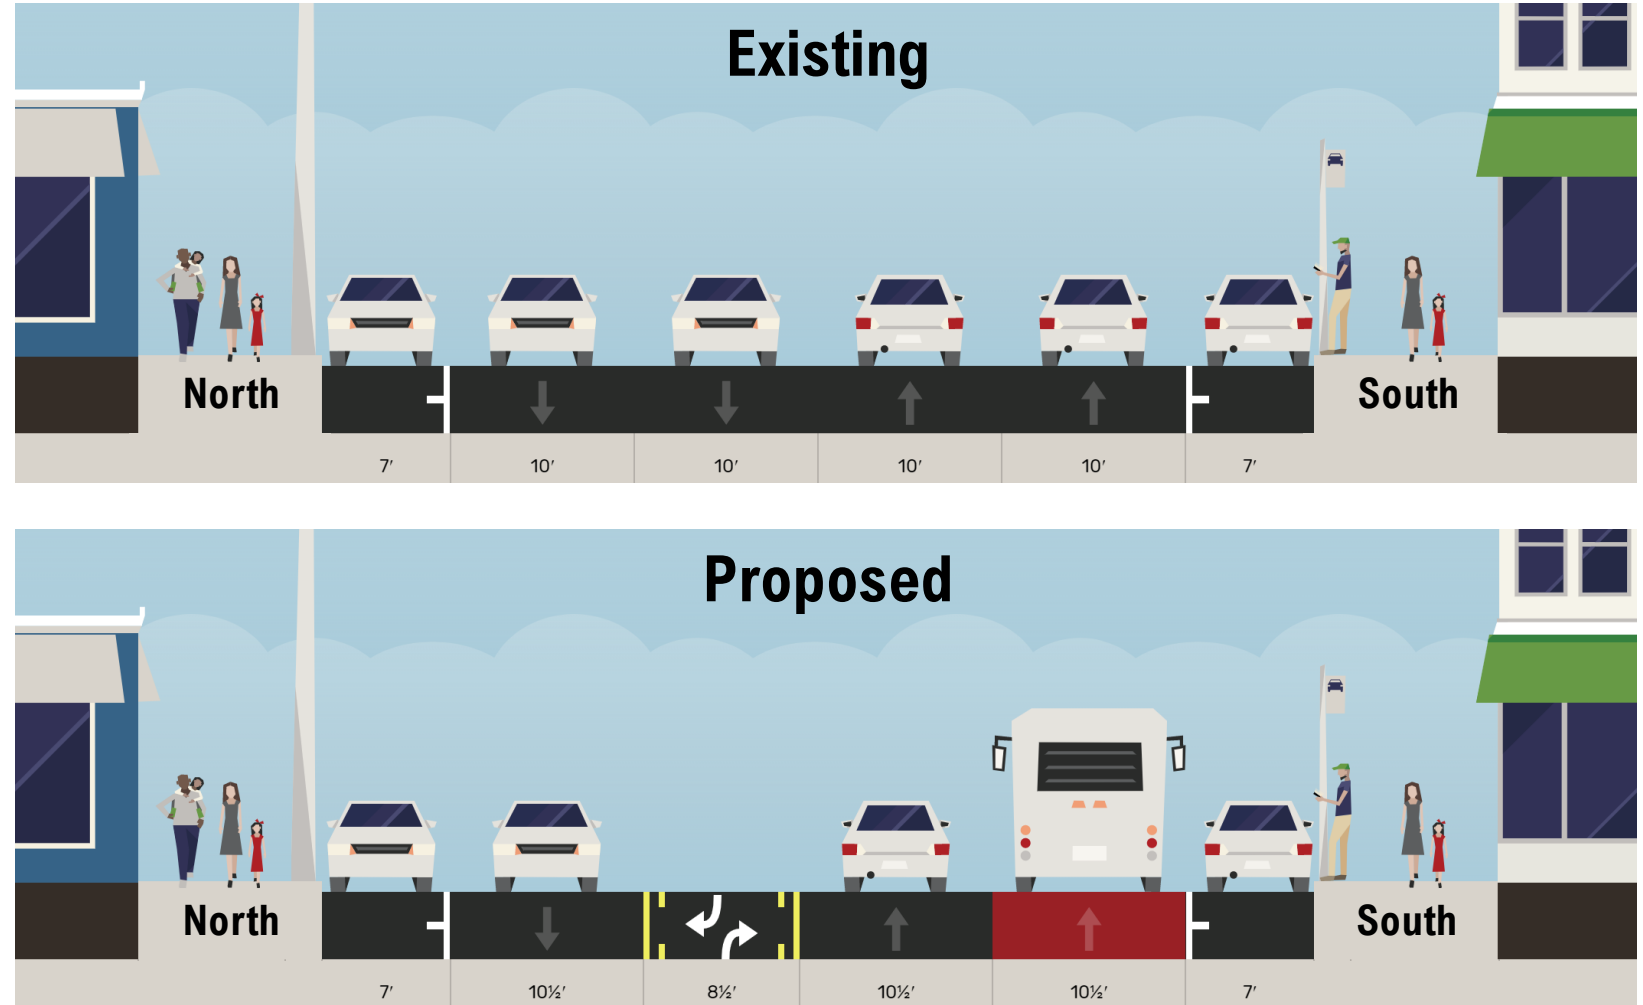 Existing
North
South
7′ 10′ 10′ 10′ 10′ 7′
Proposed
North
South
7′ 10½′ 8½′ 10½′ 10½′ 7′